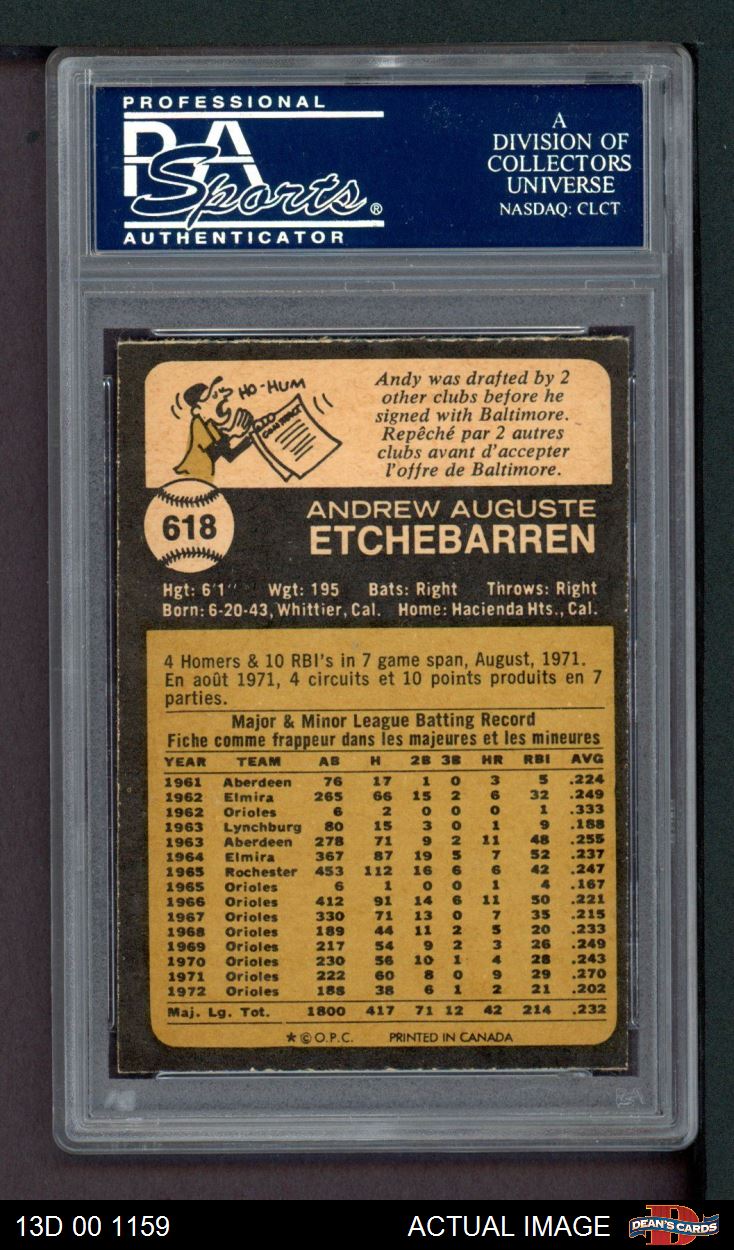 PROFESSIONAL
PSA
Sports®
AUTHENTICATOR
A
DIVISION OF
COLLECTORS
UNIVERSE
NASDAQ: CLCT
HO-HUM
CONTRACT
Andy was drafted by 2
other clubs before he
signed with Baltimore.
Repêché par 2 autres
clubs avant d'accepter
l'offre de Baltimore.
618
ANDREW AUGUSTE
ETCHEBARREN
Hgt: 6'1'' Wgt: 195 Bats: Right Throws: Right
Born: 6-20-43, Whittier, Cal. Home: Hacienda Hts., Cal.
4 Homers & 10 RBI's in 7 game span, August, 1971.
En août 1971, 4 circuits et 10 points produits en 7
parties.
Major & Minor League Batting Record
Fiche comme frappeur dans les majeures et les mineures
YEAR TEAM AB H 2B 3B HR RBI AVG
1961 Aberdeen 76 17 1 0 3 5 .224
1962 Elmira 265 66 15 2 6 32 .249
1962 Orioles 6 2 0 0 0 1 .333
1963 Lynchburg 80 15 3 0 1 9 .188
1963 Aberdeen 278 71 9 2 11 48 .255
1964 Elmira 367 87 19 5 7 52 .237
1965 Rochester 453 112 16 6 6 42 .247
1965 Orioles 6 1 0 0 1 4 .167
1966 Orioles 412 91 14 6 11 50 .221
1967 Orioles 330 71 13 0 7 35 .215
1968 Orioles 189 44 11 2 5 20 .233
1969 Orioles 217 54 9 2 3 26 .249
1970 Orioles 230 56 10 1 4 28 .243
1971 Orioles 222 60 8 0 9 29 .270
1972 Orioles 188 38 6 1 2 21 .202
Maj. Lg. Tot. 1800 417 71 12 42 214 .232
* © O.P.C. PRINTED IN CANADA
13D 00 1159 ACTUAL IMAGE
DEAN'S CARDS